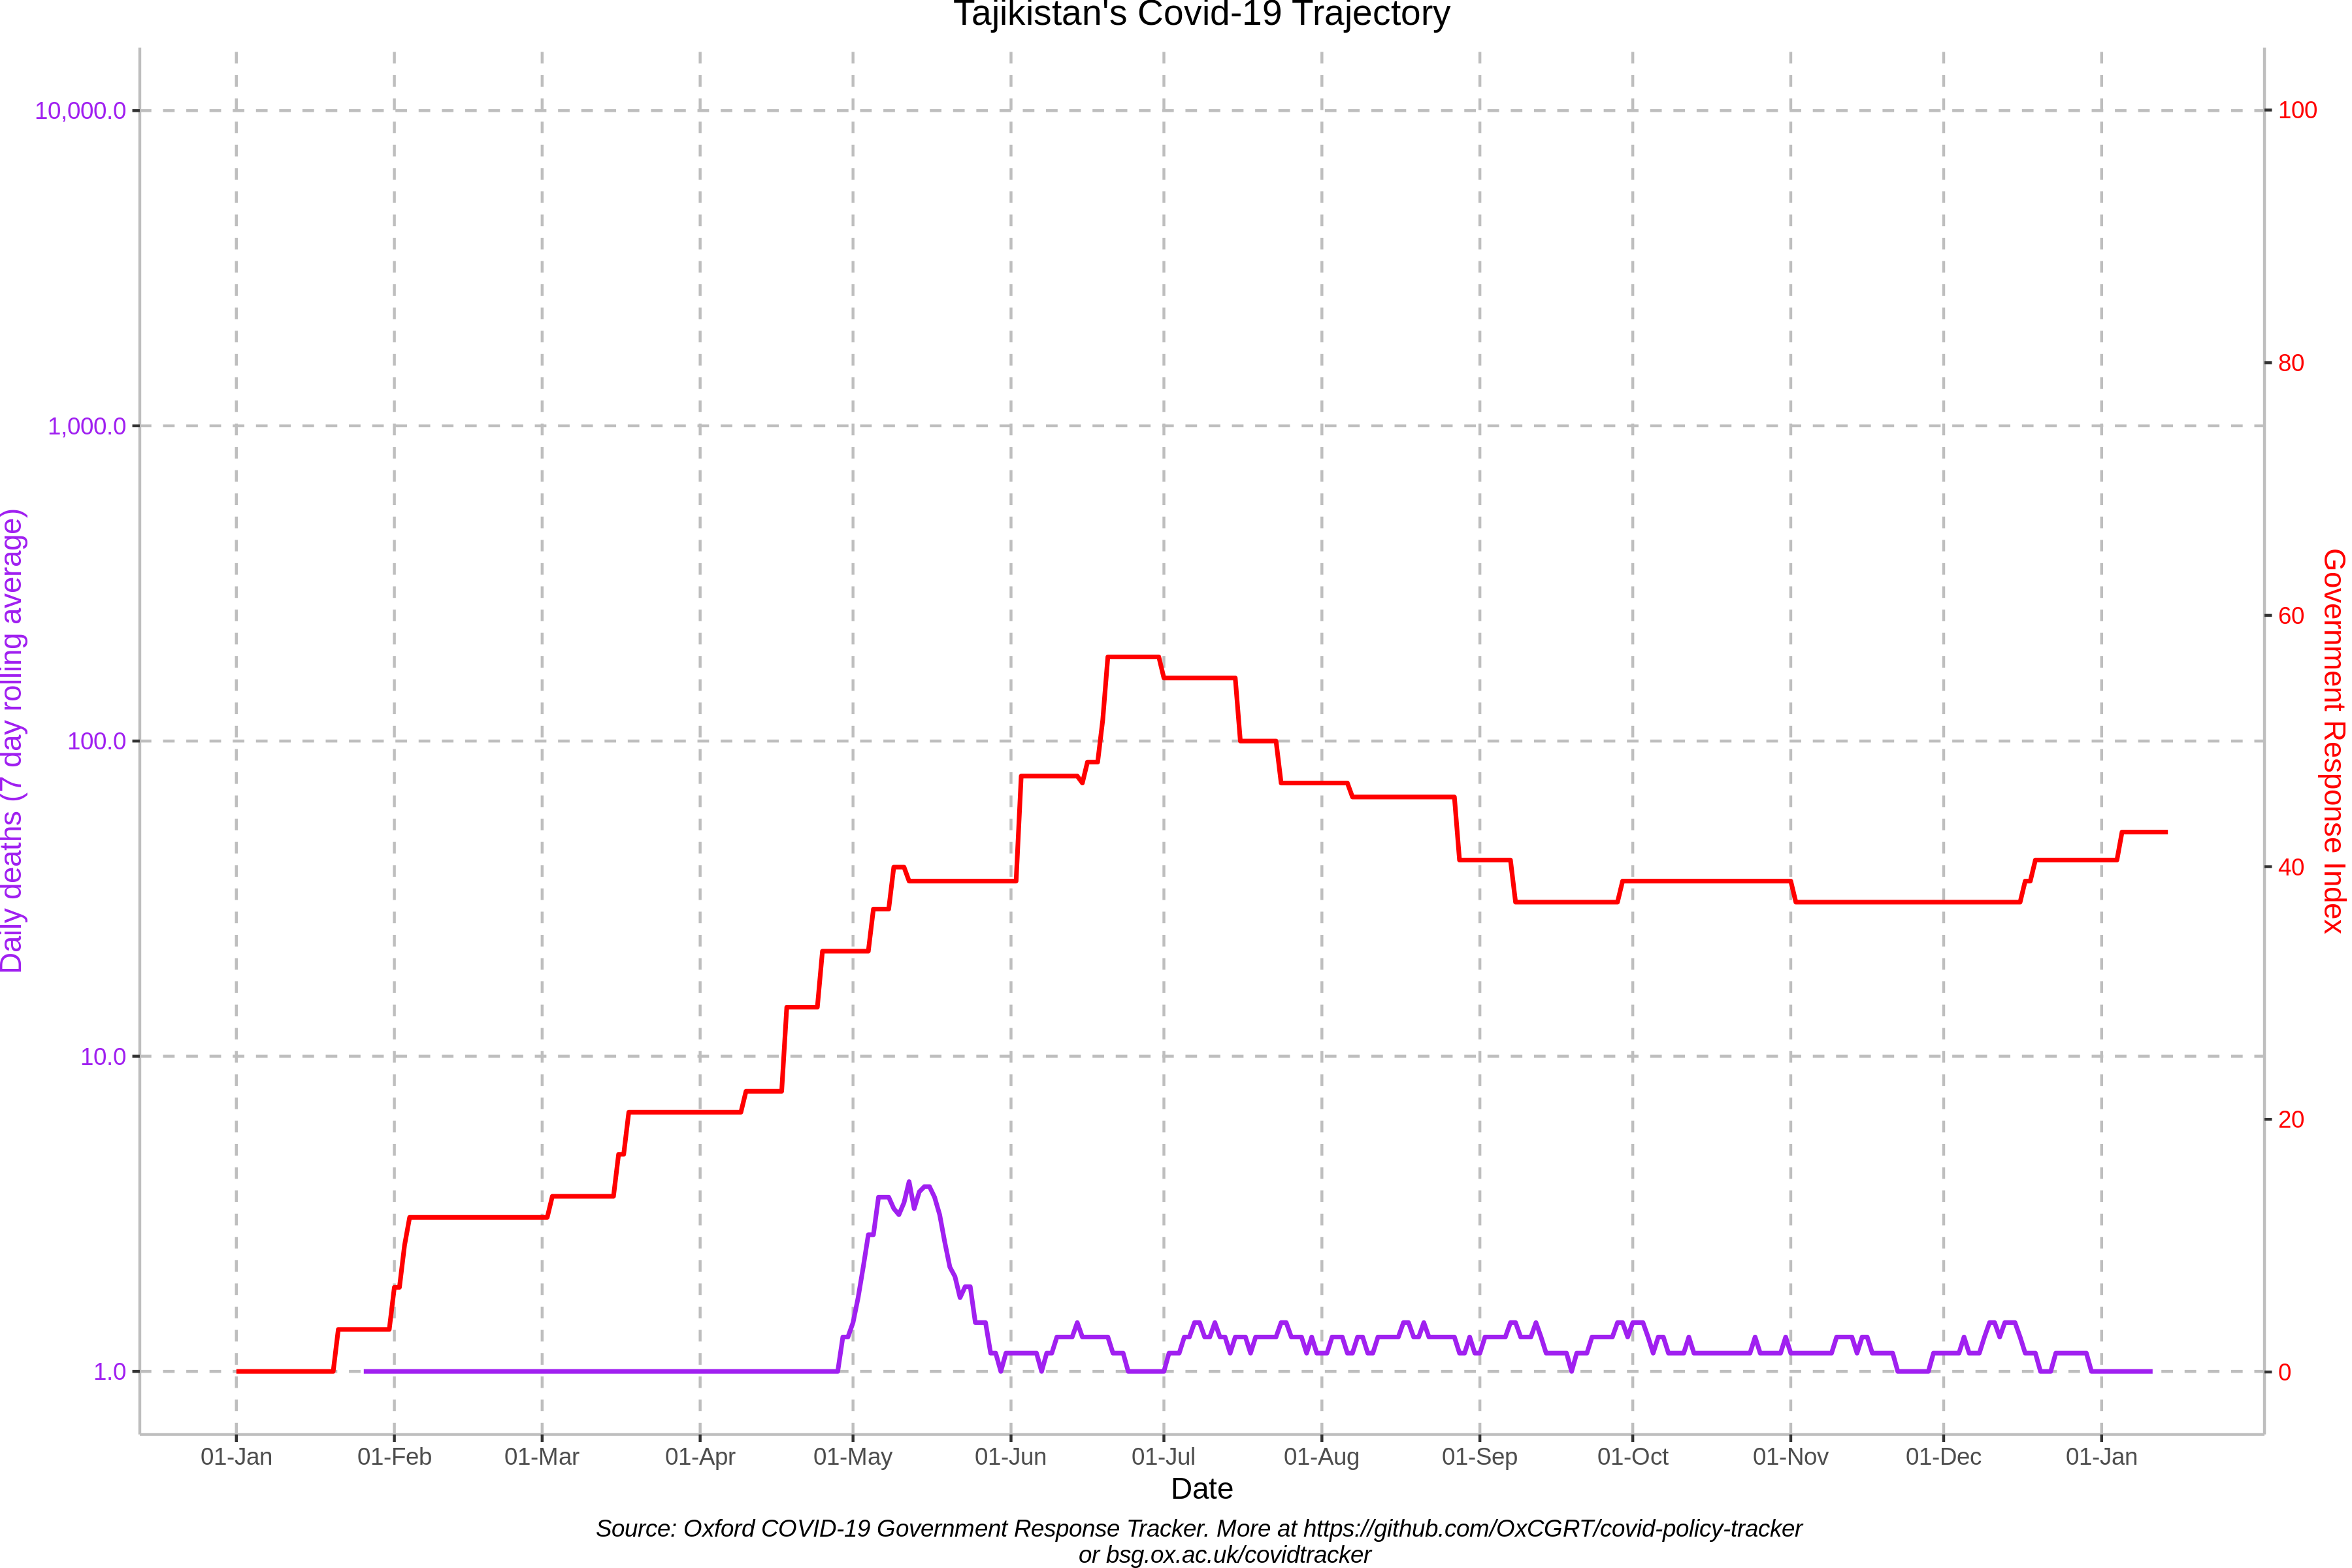 Tajikistan's Covid-19 Trajectory
10,000.0
1,000.0
100.0
10.0
1.0
Daily deaths (7 day rolling average)
100
80
60
40
20
0
Government Response Index
01-Jan 01-Feb 01-Mar 01-Apr 01-May 01-Jun 01-Jul 01-Aug 01-Sep 01-Oct 01-Nov 01-Dec 01-Jan
Date
Source: Oxford COVID-19 Government Response Tracker. More at https://github.com/OxCGRT/covid-policy-tracker
or bsg.ox.ac.uk/covidtracker